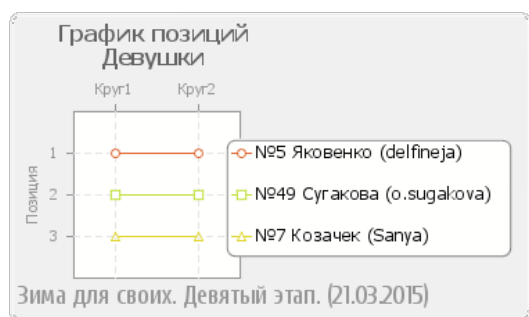 График позиций
Девушки
Круг1 Круг2
Позиция
1
2
3
№5 Яковенко (delfineja)
№49 Сугакова (o.sugakova)
№7 Козачек (Sanya)
Зима для своих. Девятый этап. (21.03.2015)